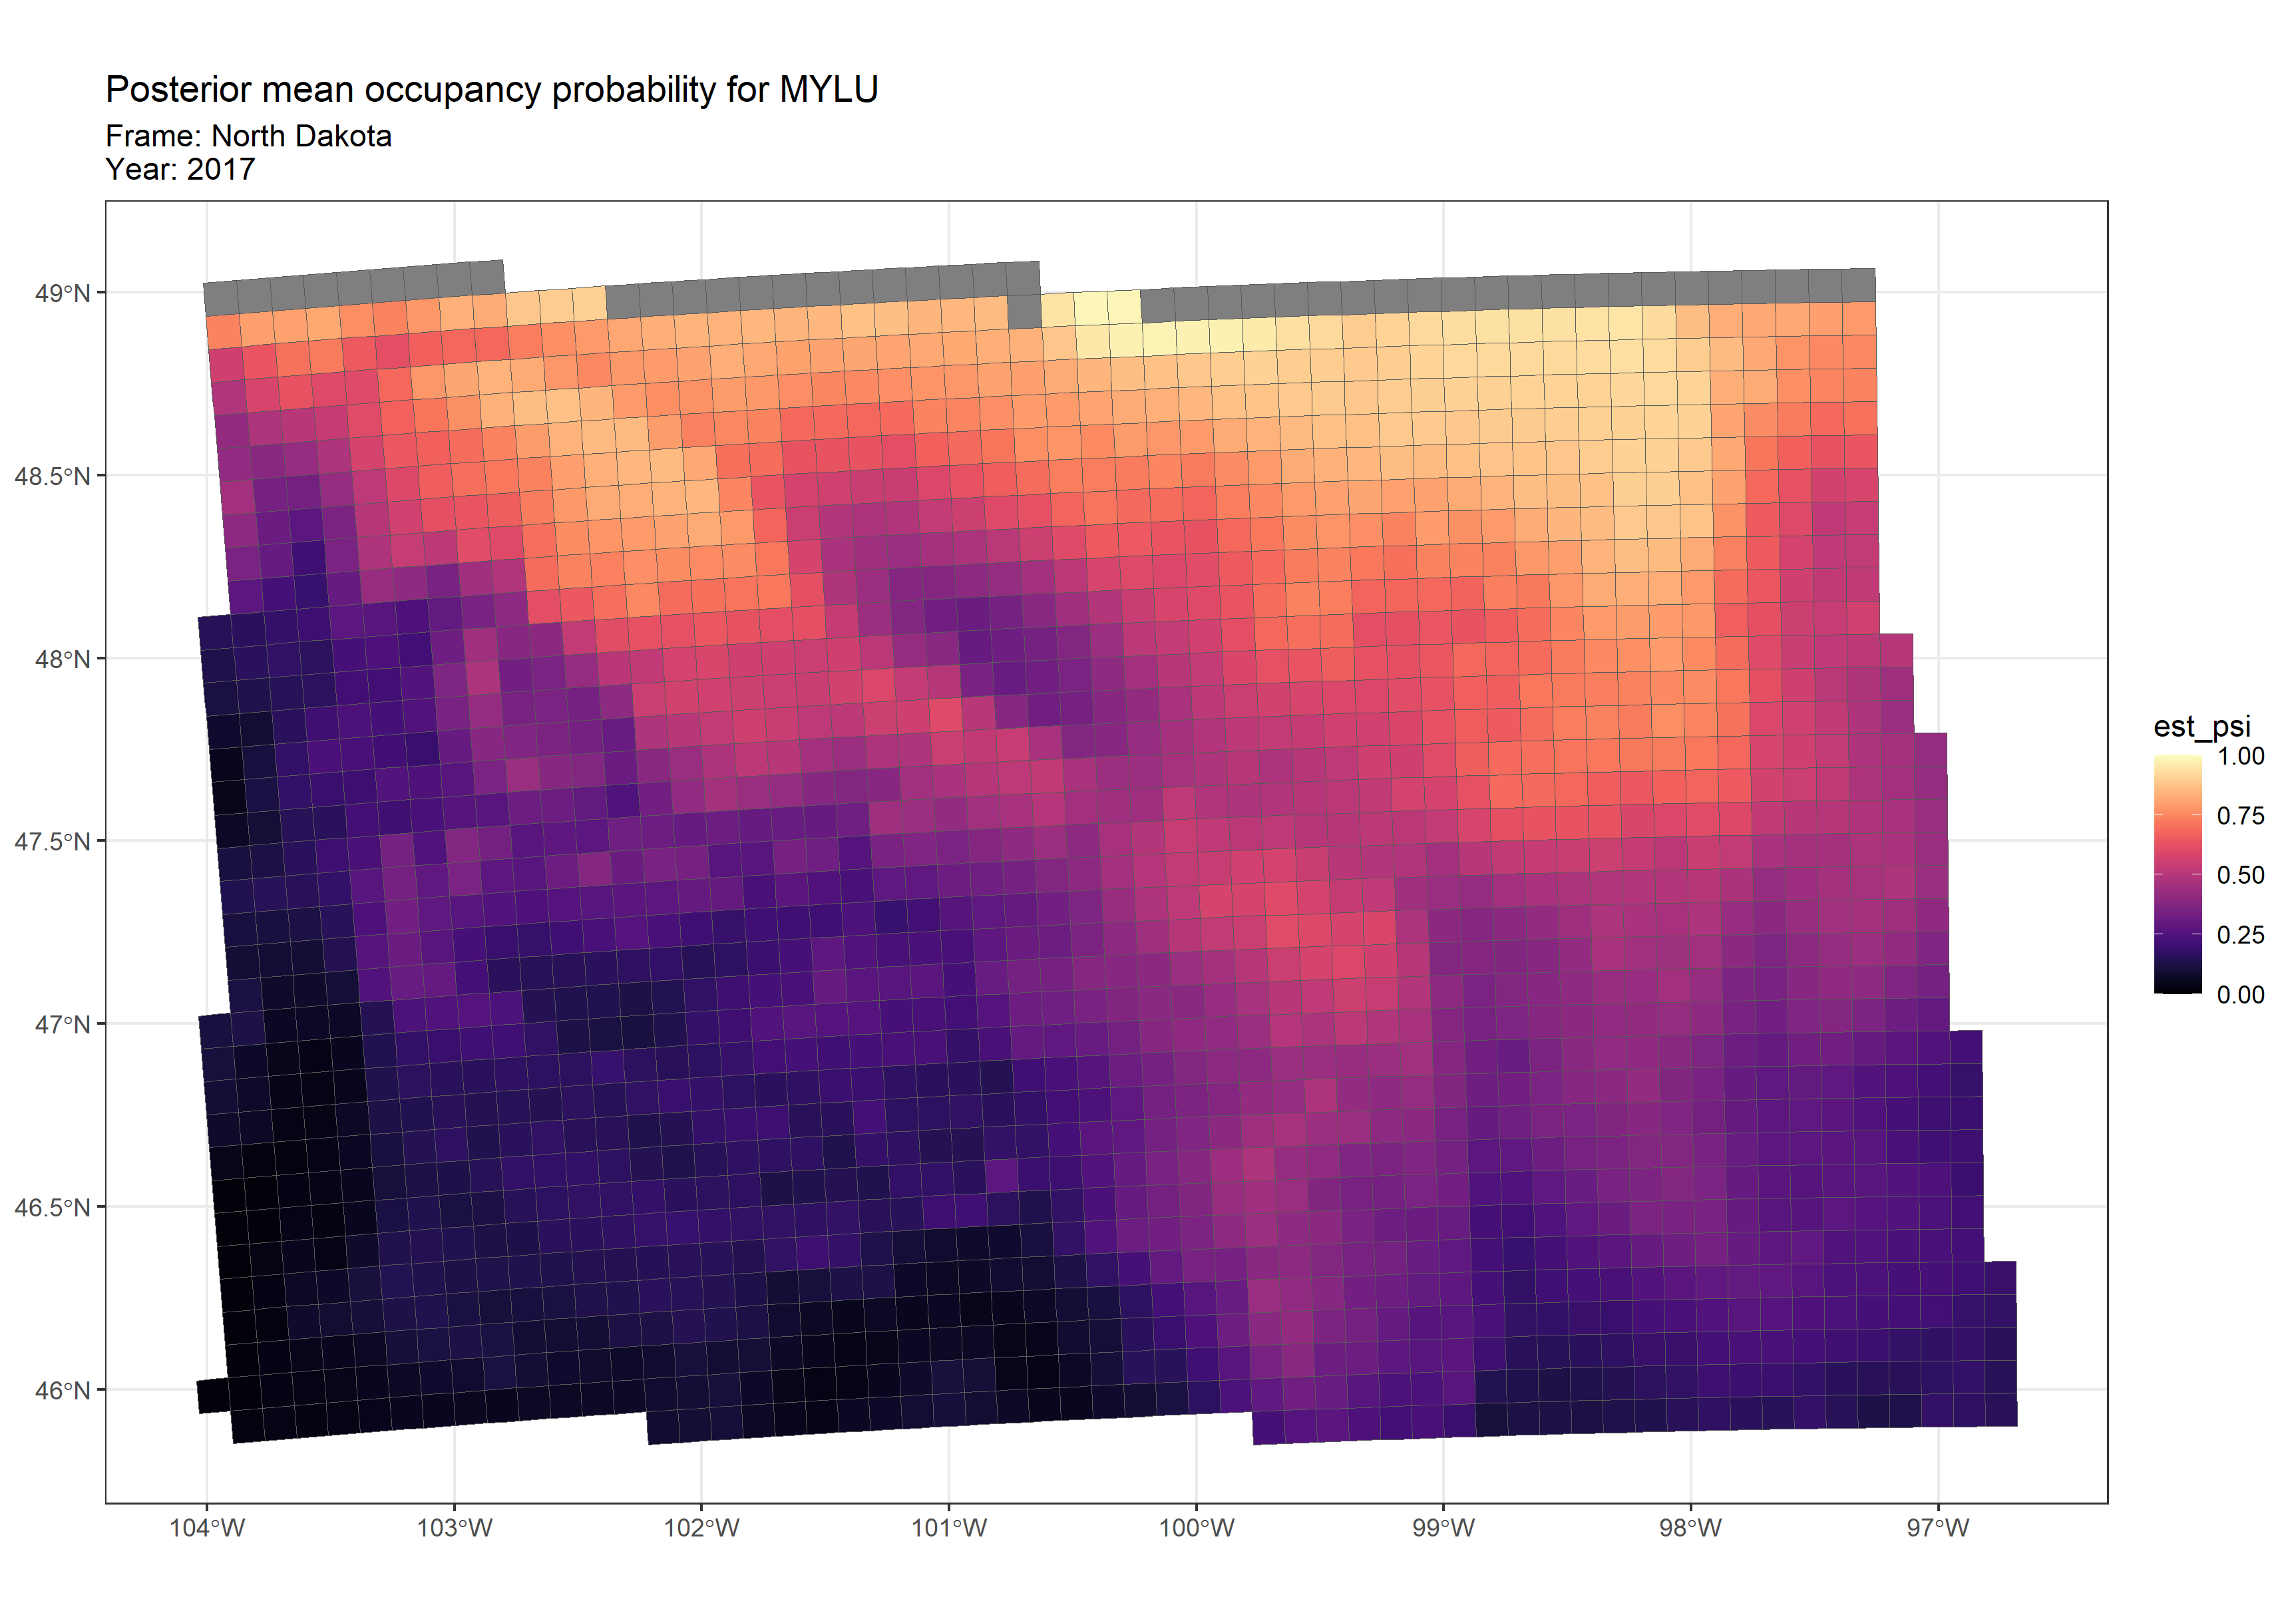 Posterior mean occupancy probability for MYLU
Frame: North Dakota
Year: 2017
49°N
48.5°N
48°N
47.5°N
47°N
46.5°N
46°N
104°W 103°W 102°W 101°W 100°W 99°W 98°W 97°W
est_psi
1.00
0.75
0.50
0.25
0.00